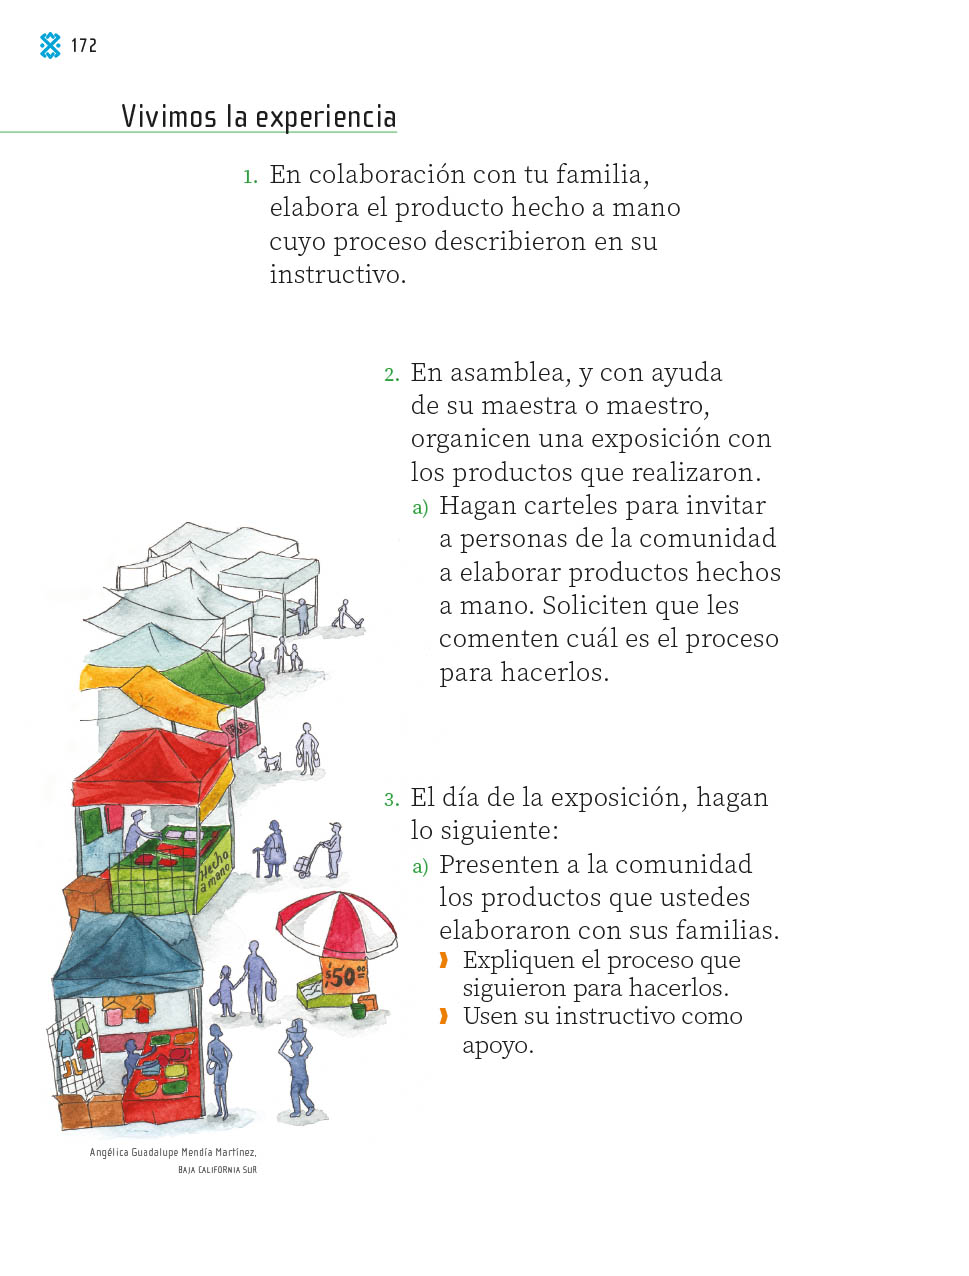 172
Vivimos la experiencia
1. En colaboración con tu familia,
elabora el producto hecho a mano
cuyo proceso describieron en su
instructivo.
2. En asamblea, y con ayuda
de su maestra o maestro,
organicen una exposición con
los productos que realizaron.
a) Hagan carteles para invitar
a personas de la comunidad
a elaborar productos hechos
a mano. Soliciten que les
comenten cuál es el proceso
para hacerlos.
3. El día de la exposición, hagan
lo siguiente:
a) Presenten a la comunidad
los productos que ustedes
elaboraron con sus familias.
Expliquen el proceso que
siguieron para hacerlos.
Usen su instructivo como
apoyo.
Hecho
a mano
$50.00
Angélica Guadalupe Mendía Martínez,
Baja California Sur